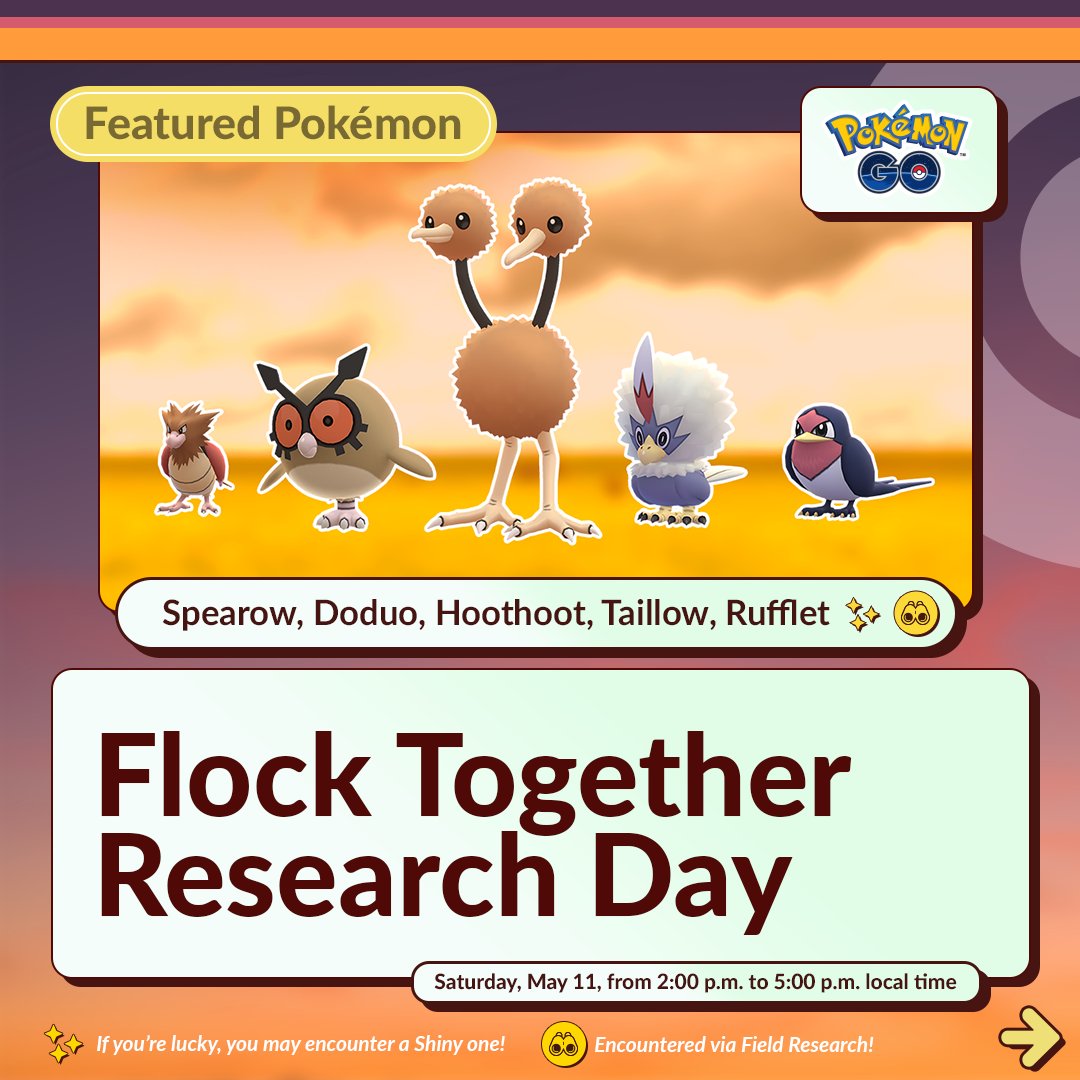 Featured Pokémon
POKéMON
GO
Spearow, Doduo, Hoothoot, Taillow, Rufflet
Flock Together
Research Day
Saturday, May 11, from 2:00 p.m. to 5:00 p.m. local time
If you’re lucky, you may encounter a Shiny one!
Encountered via Field Research!